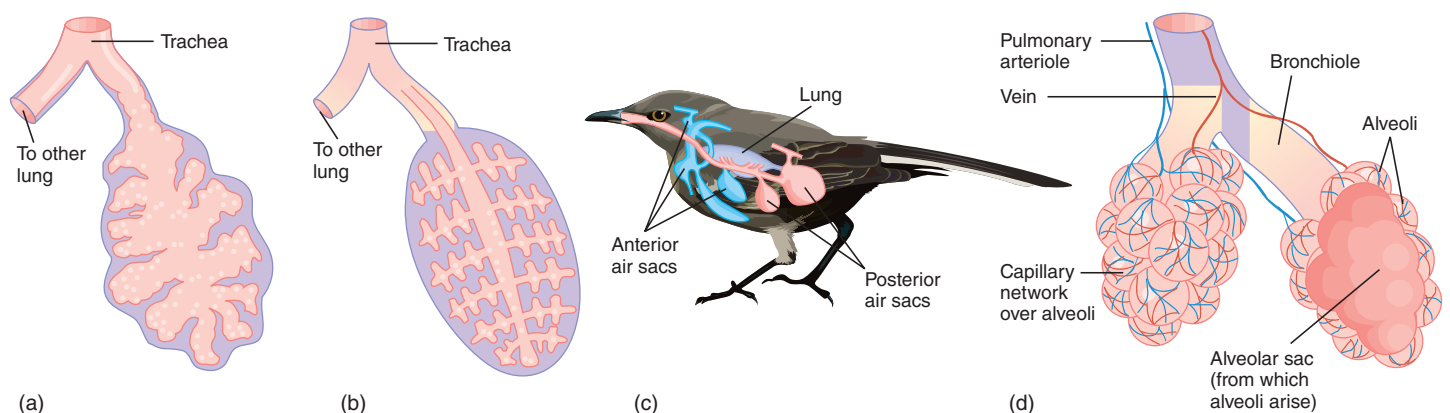 Trachea
To other
lung
(a)
Trachea
To other
lung
(b)
Lung
Anterior
air sacs
Posterior
air sacs
(c)
Pulmonary
arteriole
Vein
Bronchiole
Alveoli
Capillary
network
over alveoli
Alveolar sac
(from which
alveoli arise)
(d)